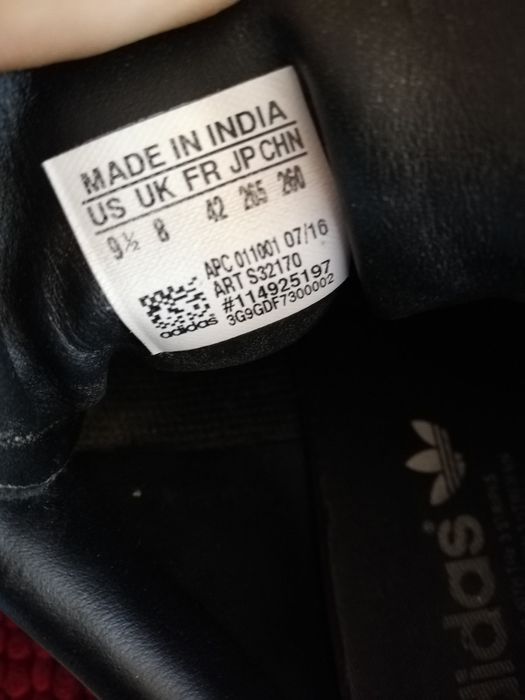 MADE IN INDIA
US UK FR JP CHN
9½ 8 42 265 260
APC 011001 07/16
ART S32170
#114925197
3G9GDF7300002
adidas
adidas